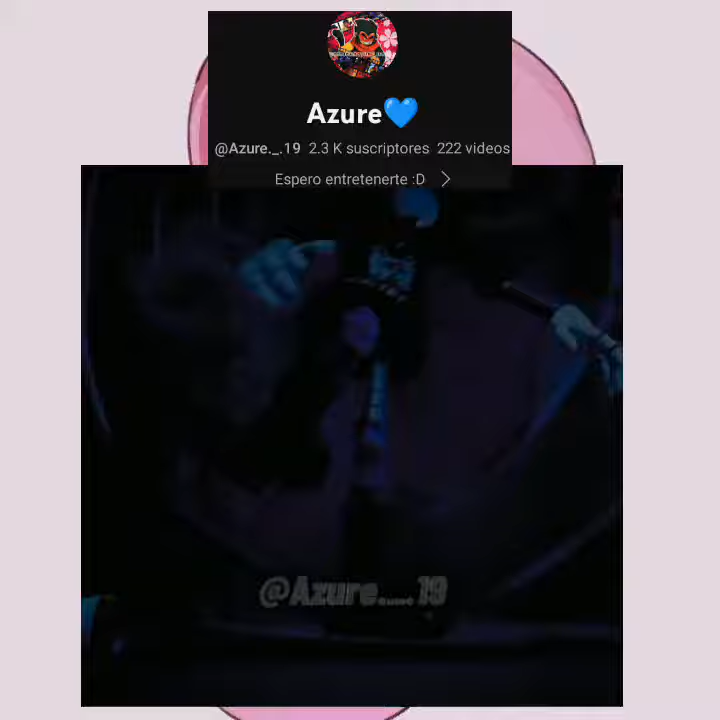 Azure💙
@Azure._.19 2.3 K suscriptores 222 videos
Espero entretenerte :D >
@Azure._.19